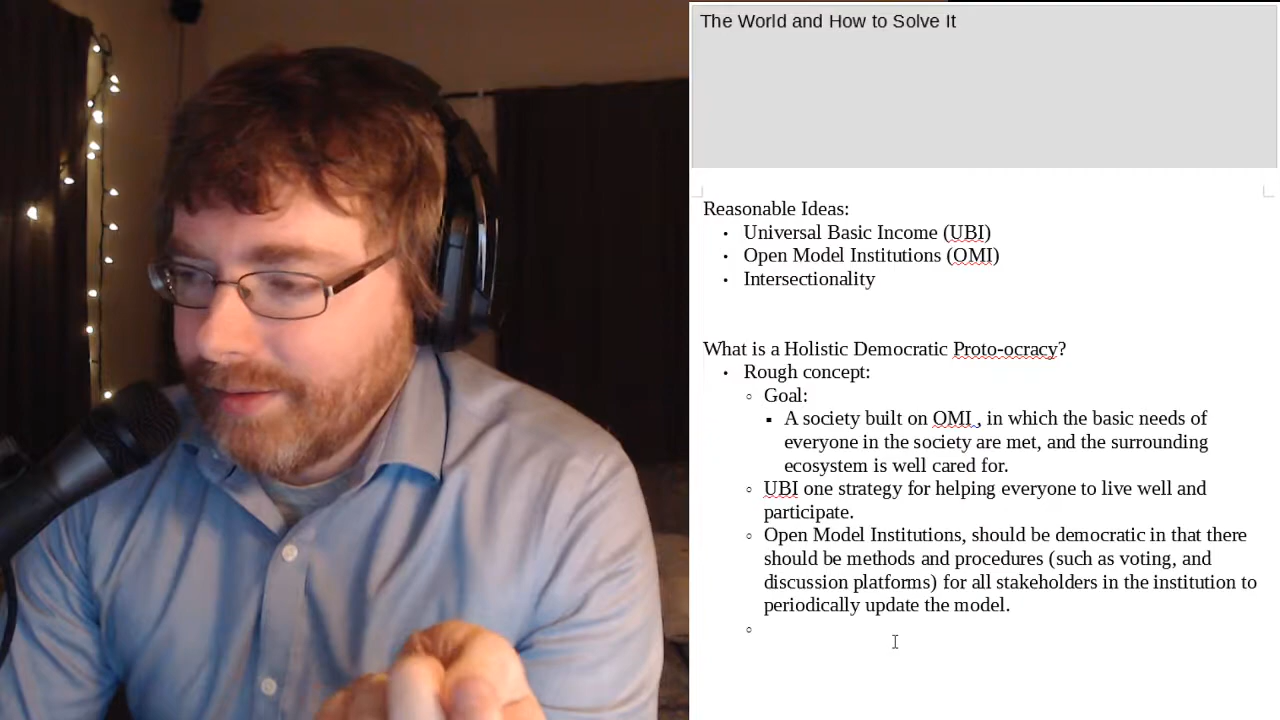 The World and How to Solve It
Reasonable Ideas:
Universal Basic Income (UBI)
Open Model Institutions (OMI)
Intersectionality
What is a Holistic Democratic Proto-ocracy?
Rough concept:
Goal:
A society built on OMI , in which the basic needs of
everyone in the society are met, and the surrounding
ecosystem is well cared for.
UBI one strategy for helping everyone to live well and
participate.
Open Model Institutions, should be democratic in that there
should be methods and procedures (such as voting, and
discussion platforms) for all stakeholders in the institution to
periodically update the model.